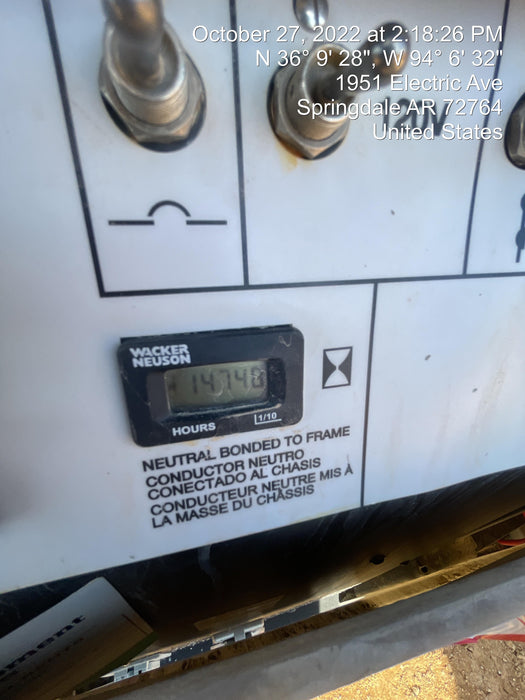 October 27, 2022 at 2:18:26 PM
N 36° 9' 28", W 94° 6' 32"
1951 Electric Ave
Springdale AR 72764
United States
120V
WACKER
NEUSON
14748
HOURS
1/10
NEUTRAL BONDED TO FRAME
CONDUCTOR NEUTRO
CONECTADO AL CHASIS
CONDUCTEUR NEUTRE MIS À
LA MASSE DU CHÂSSIS